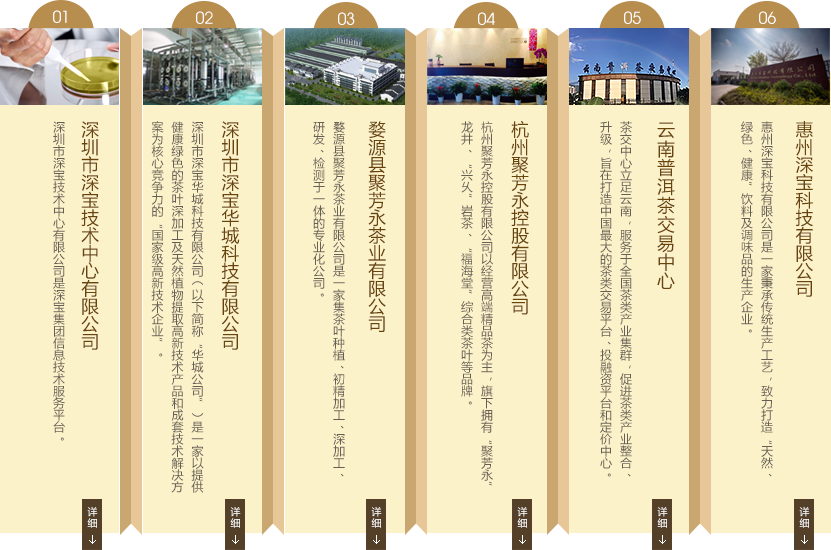 01
深圳市深宝技术中心有限公司
深圳市深宝技术中心有限公司是深宝集团信息技术服务平台。
详细
02
深圳市深宝华城科技有限公司
深圳市深宝华城科技有限公司（以下简称“华城公司”）是一家以提供
健康绿色的茶叶深加工及天然植物提取高新技术产品和成套技术解决方
案为核心竞争力的“国家级高新技术企业”。
详细
03
婺源县聚芳永茶业有限公司
婺源县聚芳永茶业有限公司是一家集茶叶种植、初精加工、深加工、
研发、检测于一体的专业化公司。
详细
04
杭州聚芳永控股有限公司
杭州聚芳永控股有限公司以经营高端精品茶为主，旗下拥有“聚芳永”
龙井、“兴久”岩茶、“福海堂”综合类茶叶等品牌。
详细
05
云南普洱茶交易中心
云南普洱茶交易中心
茶交中心立足云南，服务于全国茶类产业集群，促进茶类产业整合、
升级，旨在打造中国最大的茶类交易平台、投融资平台和定价中心。
详细
06
惠州深宝科技有限公司
惠州深宝科技有限公司是一家秉承传统生产工艺，致力打造“天然、
绿色、健康”饮料及调味品的生产企业。
详细